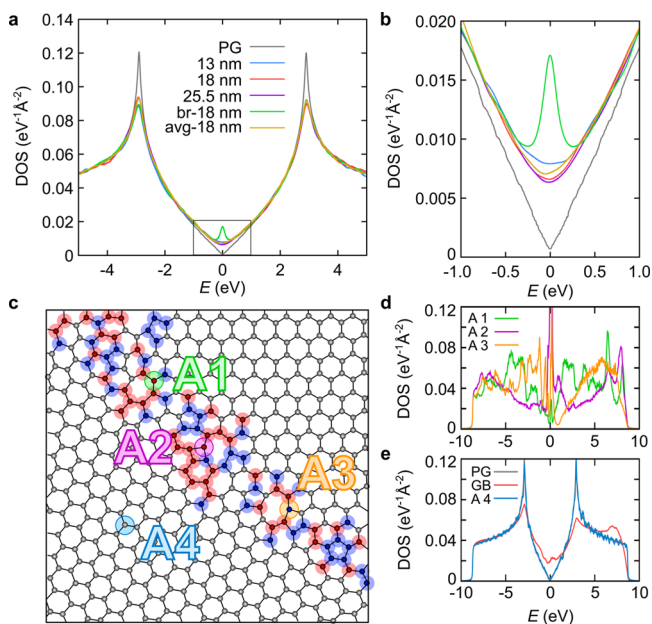 a
DOS (eV⁻¹Å⁻²)
0.14
0.12
0.10
0.08
0.06
0.04
0.02
0
PG
13 nm
18 nm
25.5 nm
br-18 nm
avg-18 nm
-4
-2
0
2
4
E (eV)
b
DOS (eV⁻¹Å⁻²)
0.020
0.015
0.010
0.005
0
-1.0
-0.5
0
0.5
1.0
E (eV)
c
A1
A2
A3
A4
d
DOS (eV⁻¹Å⁻²)
0.12
0.08
0.04
0
A 1
A 2
A 3
-10
-5
0
5
10
e
DOS (eV⁻¹Å⁻²)
0.12
0.08
0.04
0
PG
GB
A 4
-10
-5
0
5
10
E (eV)